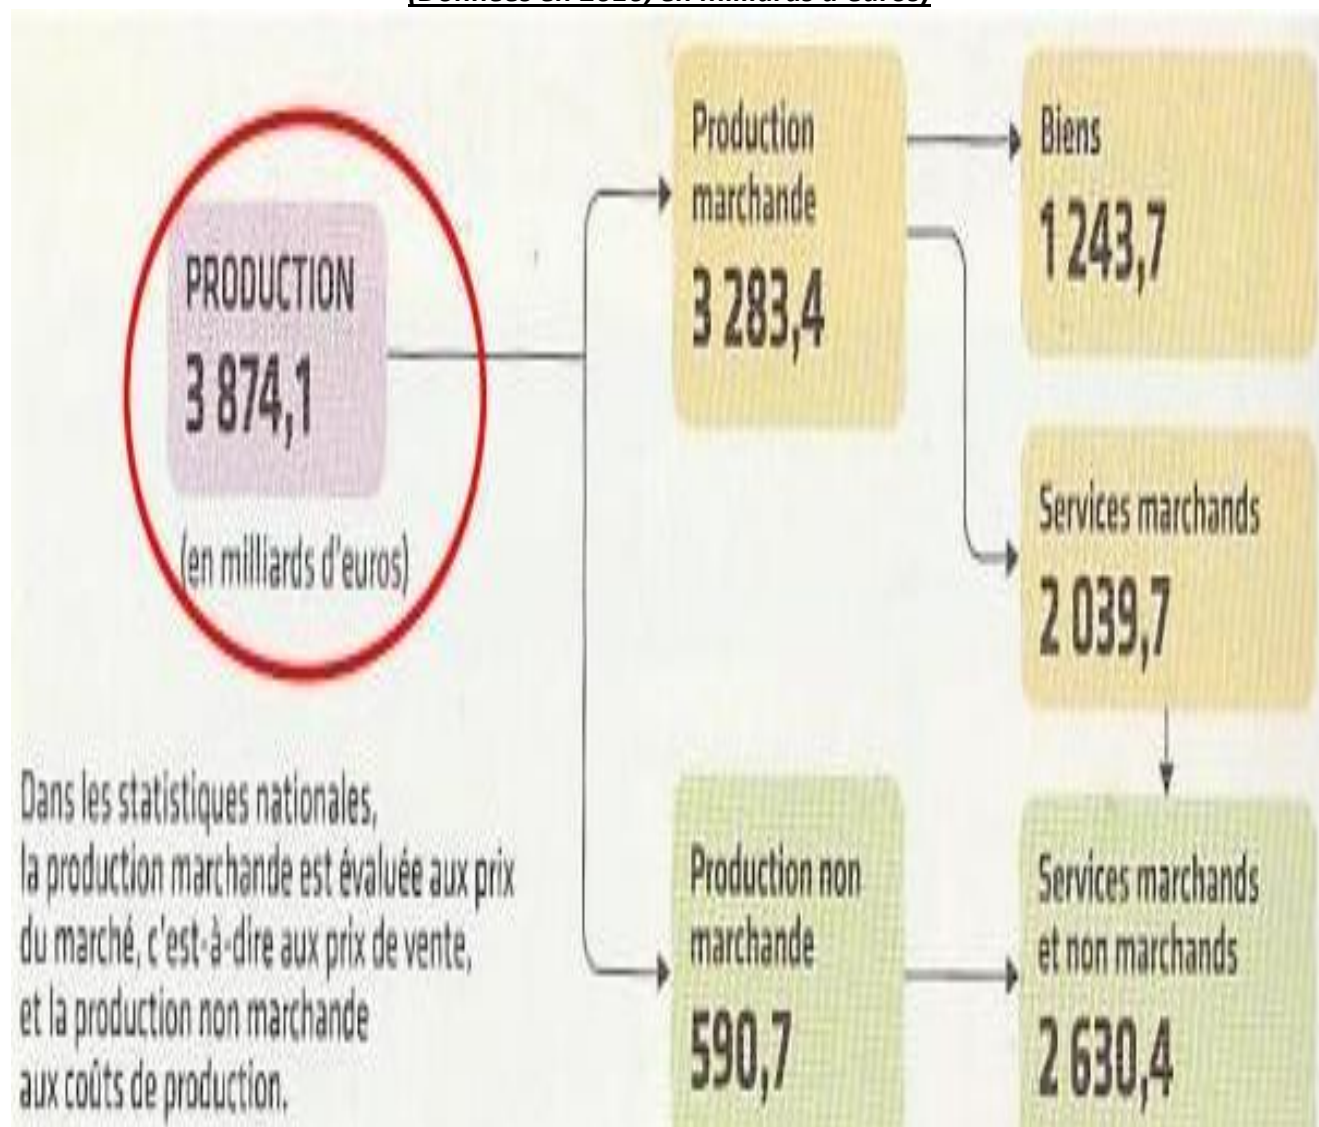 PRODUCTION
3 874,1
(en milliards d'euros)
Production
marchande
3 283,4
Biens
1 243,7
Services marchands
2 039,7
Dans les statistiques nationales,
la production marchande est évaluée aux prix
du marché, c'est-à-dire aux prix de vente,
et la production non marchande
aux coûts de production.
Production non
marchande
590,7
Services marchands
et non marchands
2 630,4